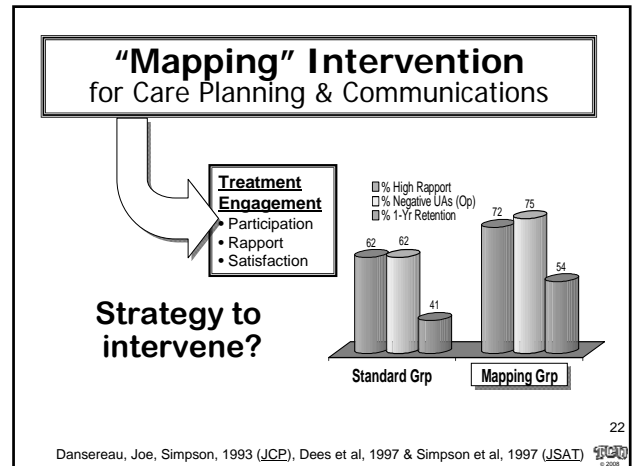 “Mapping” Intervention
for Care Planning & Communications
Treatment
Engagement
• Participation
• Rapport
• Satisfaction
% High Rapport
% Negative UAs (Op)
% 1-Yr Retention
62
62
41
72
75
54
Standard Grp
Mapping Grp
Strategy to
intervene?
22
Dansereau, Joe, Simpson, 1993 (JCP), Dees et al, 1997 & Simpson et al, 1997 (JSAT)
© 2008